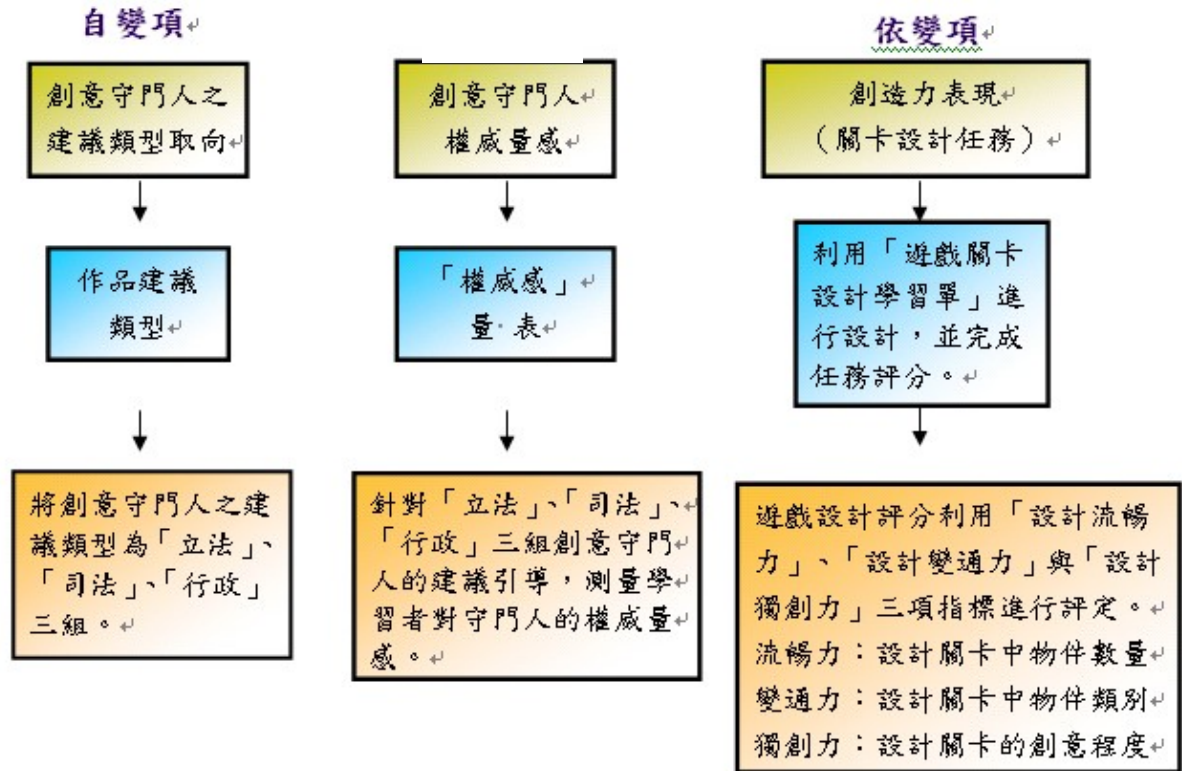 自變項
創意守門人之
建議類型取向
作品建議
類型
將創意守門人之建
議類型為「立法」、
「司法」、「行政」
三組。
創意守門人
權威量感
「權威感」
量 表
針對「立法」、「司法」、
「行政」三組創意守門
人的建議引導，測量學
習者對守門人的權威量
感。
依變項
創造力表現
（關卡設計任務）
利用「遊戲關卡
設計學習單」進
行設計，並完成
任務評分。
遊戲設計評分利用「設計流暢
力」、「設計變通力」與「設計
獨創力」三項指標進行評定。
流暢力：設計關卡中物件數量
變通力：設計關卡中物件類別
獨創力：設計關卡的創意程度